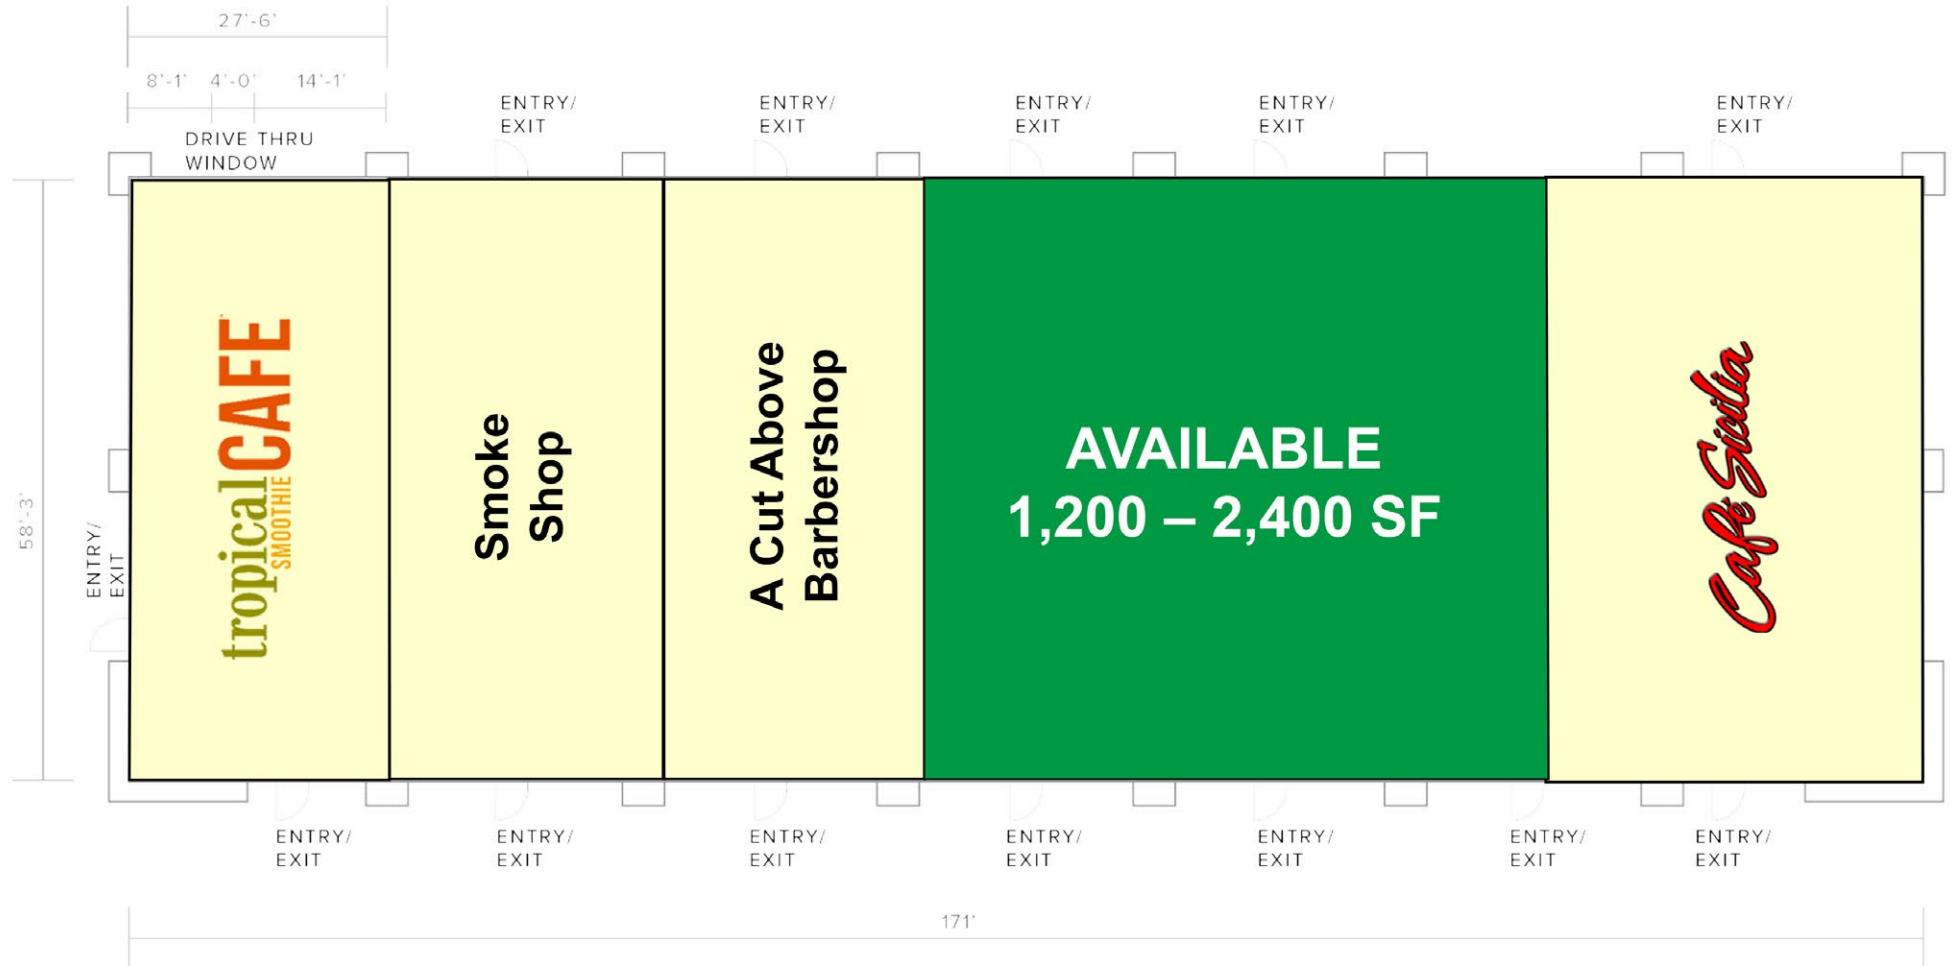 27'-6'
8'-1' 4'-0' 14'-1'
DRIVE THRU
WINDOW
ENTRY/
EXIT
ENTRY/
EXIT
ENTRY/
EXIT
ENTRY/
EXIT
ENTRY/
EXIT
58'-3'
ENTRY/
EXIT
tropical
SMOOTHIE
CAFE
Smoke
Shop
A Cut Above
Barbershop
AVAILABLE
1,200 – 2,400 SF
Café Sicilia
ENTRY/
EXIT
ENTRY/
EXIT
ENTRY/
EXIT
ENTRY/
EXIT
ENTRY/
EXIT
ENTRY/
EXIT
ENTRY/
EXIT
171'